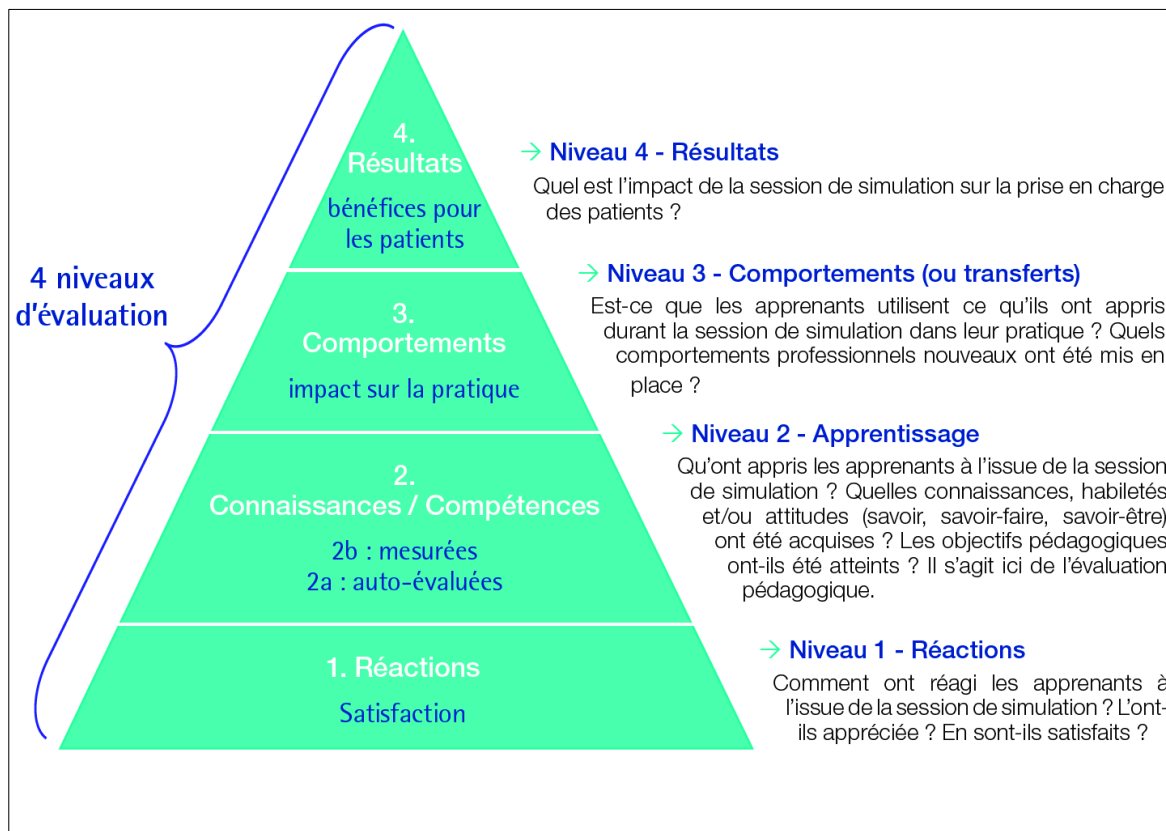 4 niveaux
d'évaluation
4.
Résultats
bénéfices pour
les patients
3.
Comportements
impact sur la pratique
2.
Connaissances / Compétences
2b : mesurées
2a : auto-évaluées
1. Réactions
Satisfaction
→ Niveau 4 - Résultats
Quel est l’impact de la session de simulation sur la prise en charge
des patients ?
→ Niveau 3 - Comportements (ou transferts)
Est-ce que les apprenants utilisent ce qu’ils ont appris
durant la session de simulation dans leur pratique ? Quels
comportements professionnels nouveaux ont été mis en
place ?
→ Niveau 2 - Apprentissage
Qu’ont appris les apprenants à l’issue de la session
de simulation ? Quelles connaissances, habiletés
et/ou attitudes (savoir, savoir-faire, savoir-être)
ont été acquises ? Les objectifs pédagogiques
ont-ils été atteints ? Il s’agit ici de l’évaluation
pédagogique.
→ Niveau 1 - Réactions
Comment ont réagi les apprenants à
l’issue de la session de simulation ? L’ont-
ils appréciée ? En sont-ils satisfaits ?